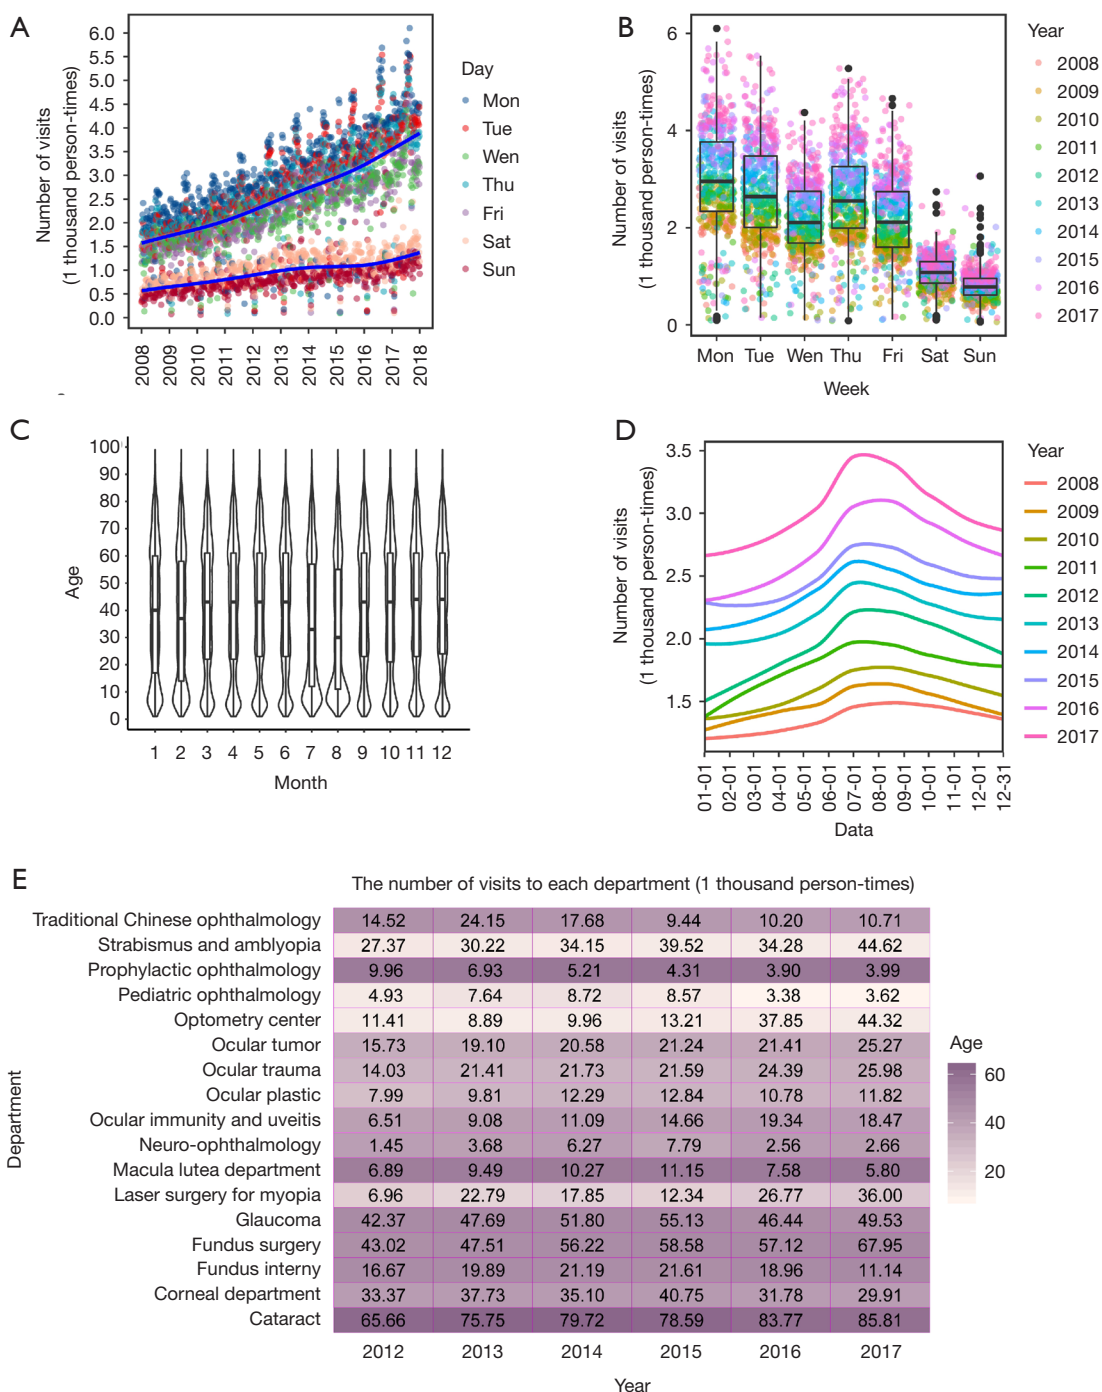 A
Number of visits
(1 thousand person-times)
6.0
5.5
5.0
4.5
4.0
3.5
3.0
2.5
2.0
1.5
1.0
0.5
0.0
2008
2009
2010
2011
2012
2013
2014
2015
2016
2017
2018
Day
Mon
Tue
Wen
Thu
Fri
Sat
Sun
B
Number of visits
(1 thousand person-times)
6
4
2
0
Mon Tue Wen Thu Fri Sat Sun
Week
Year
2008
2009
2010
2011
2012
2013
2014
2015
2016
2017
C
Age
100
90
80
70
60
50
40
30
20
10
0
1 2 3 4 5 6 7 8 9 10 11 12
Month
D
Number of visits
(1 thousand person-times)
3.5
3.0
2.5
2.0
1.5
01-01
02-01
03-01
04-01
05-01
06-01
07-01
08-01
09-01
10-01
11-01
12-01
12-31
Data
Year
2008
2009
2010
2011
2012
2013
2014
2015
2016
2017
E
The number of visits to each department (1 thousand person-times)
Department
Traditional Chinese ophthalmology 14.52 24.15 17.68 9.44 10.20 10.71
Strabismus and amblyopia 27.37 30.22 34.15 39.52 34.28 44.62
Prophylactic ophthalmology 9.96 6.93 5.21 4.31 3.90 3.99
Pediatric ophthalmology 4.93 7.64 8.72 8.57 3.38 3.62
Optometry center 11.41 8.89 9.96 13.21 37.85 44.32
Ocular tumor 15.73 19.10 20.58 21.24 21.41 25.27
Ocular trauma 14.03 21.41 21.73 21.59 24.39 25.98
Ocular plastic 7.99 9.81 12.29 12.84 10.78 11.82
Ocular immunity and uveitis 6.51 9.08 11.09 14.66 19.34 18.47
Neuro-ophthalmology 1.45 3.68 6.27 7.79 2.56 2.66
Macula lutea department 6.89 9.49 10.27 11.15 7.58 5.80
Laser surgery for myopia 6.96 22.79 17.85 12.34 26.77 36.00
Glaucoma 42.37 47.69 51.80 55.13 46.44 49.53
Fundus surgery 43.02 47.51 56.22 58.58 57.12 67.95
Fundus interny 16.67 19.89 21.19 21.61 18.96 11.14
Corneal department 33.37 37.73 35.10 40.75 31.78 29.91
Cataract 65.66 75.75 79.72 78.59 83.77 85.81
2012 2013 2014 2015 2016 2017
Year
Age
60
40
20